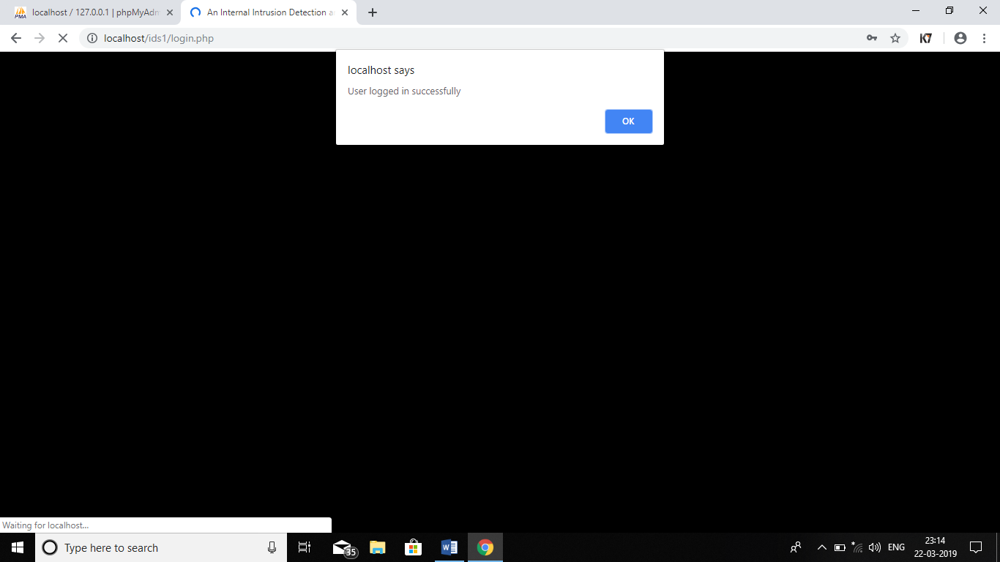 localhost / 127.0.0.1 | phpMyAdm
An Internal Intrusion Detection a
localhost/ids1/login.php
K7
localhost says
User logged in successfully
OK
Waiting for localhost...
Type here to search
35
W
ENG
23:14
22-03-2019
PMA